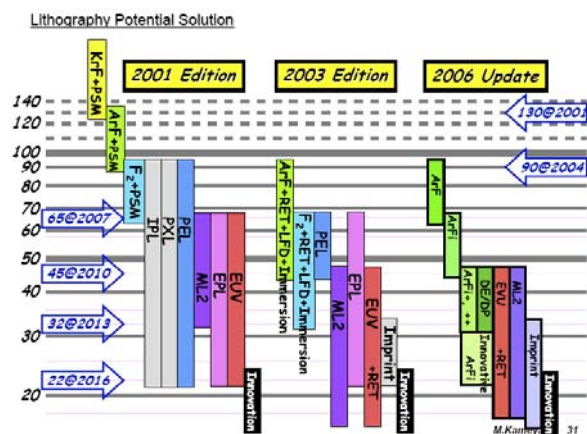 Lithography Potential Solution
2001 Edition
2003 Edition
2006 Update
KrF+PSM
ArF+PSM
F2+PSM
IPL
PXL
PEL
ML2
EPL
EUV
Innovation
ArF+RET+LFD+Immersion
F2+RET+LFD+Immersion
PEL
ML2
EPL
EUV +RET
Imprint
Innovation
ArF
ArFi
ArFi+, ++
DE/DP
Innovative
ArFi
EVU +RET
ML2
Imprint
Innovation
140
120
100
90
80
70
60
50
40
30
20
65@2007
45@2010
32@2013
22@2016
130@2001
90@2004
31